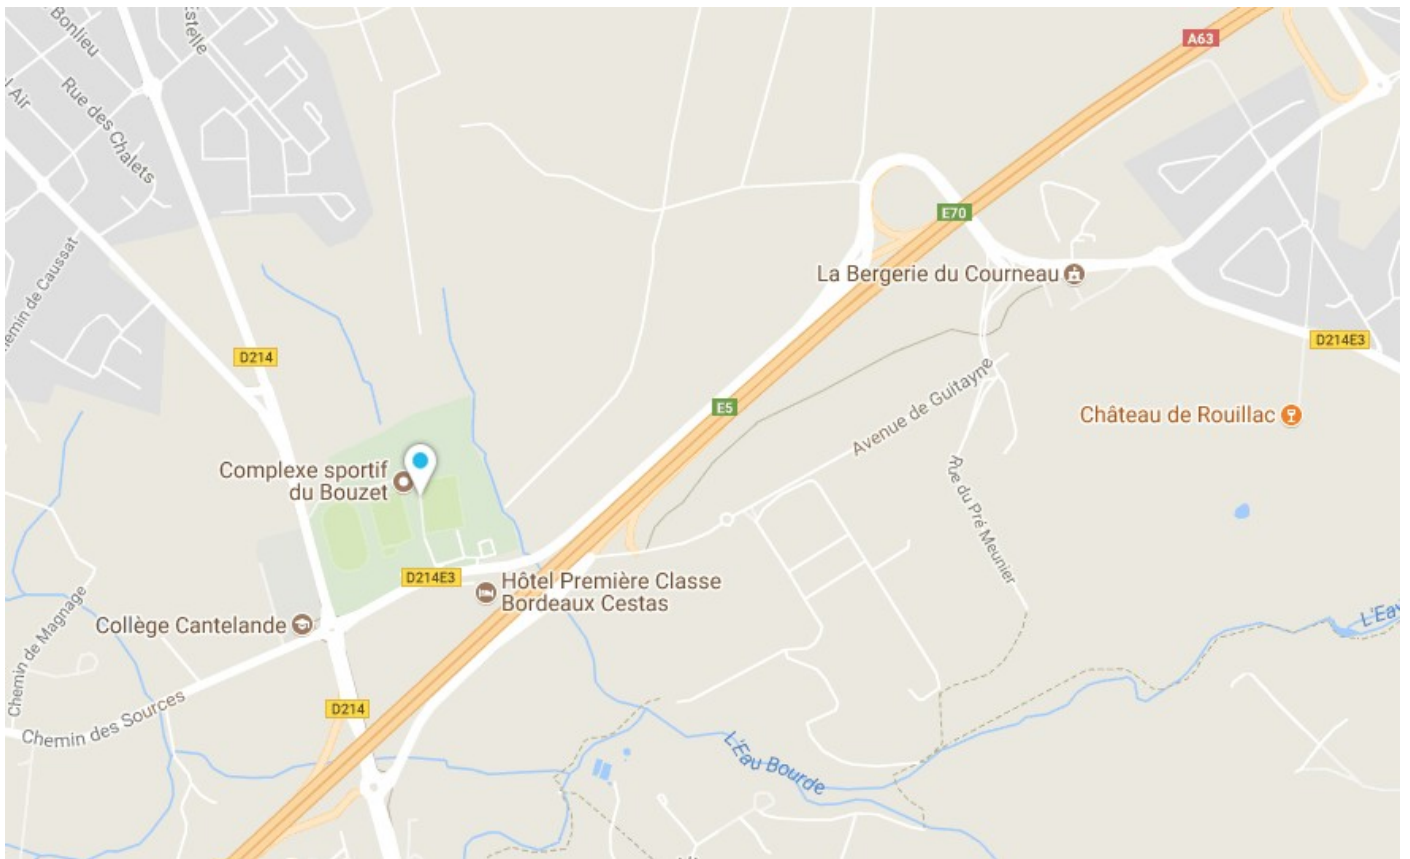 Bonlieu
Estelle
A63
Rue des Chalets
Air
E70
La Bergerie du Courneau
Chemin de Caussat
D214
D214E3
E5
Avenue de Guitayne
Château de Rouillac
Complexe sportif
du Bouzet
Rue du Pré Meunier
D214E3
Hôtel Première Classe
Bordeaux Cestas
Collège Cantelande
Chemin de Magnage
L'Eau
D214
Chemin des Sources
L'Eau Bourde